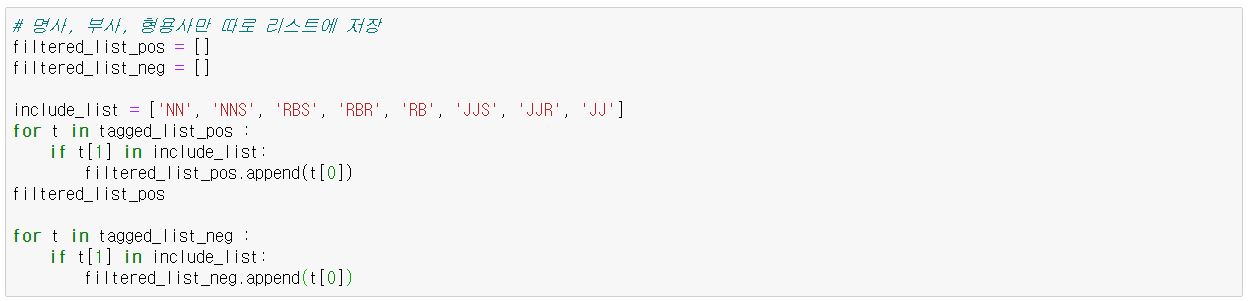 # 명사, 부사, 형용사만 따로 리스트에 저장
filtered_list_pos = []
filtered_list_neg = []
include_list = ['NN', 'NNS', 'RBS', 'RBR', 'RB', 'JJS', 'JJR', 'JJ']
for t in tagged_list_pos :
    if t[1] in include_list:
        filtered_list_pos.append(t[0])
filtered_list_pos
for t in tagged_list_neg :
    if t[1] in include_list:
        filtered_list_neg.append(t[0])